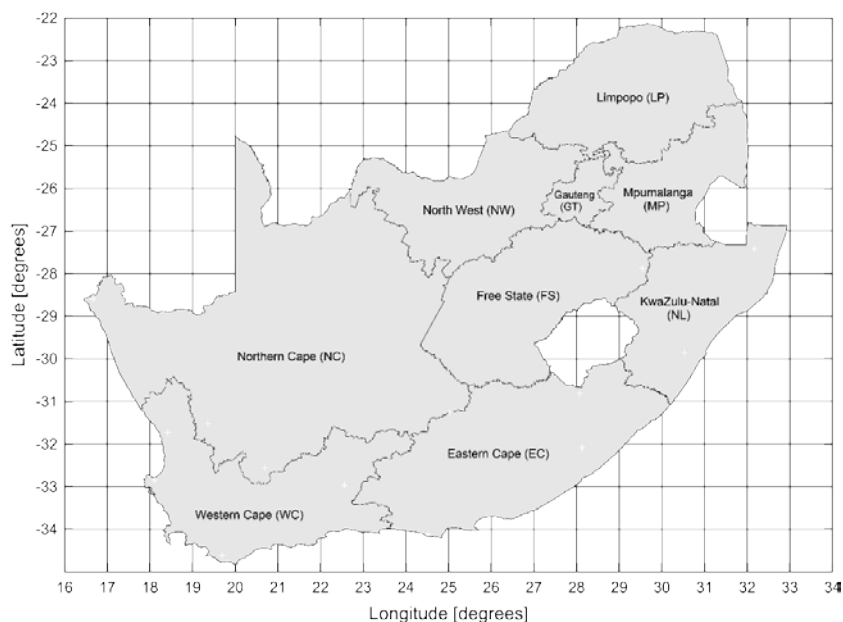 -22
-23
-24
-25
-26
-27
-28
-29
-30
-31
-32
-33
-34
Latitude [degrees]
Limpopo (LP)
North West (NW)
Gauteng
(GT)
Mpumalanga
(MP)
Free State (FS)
KwaZulu-Natal
(NL)
Northern Cape (NC)
Eastern Cape (EC)
Western Cape (WC)
16 17 18 19 20 21 22 23 24 25 26 27 28 29 30 31 32 33 34
Longitude [degrees]